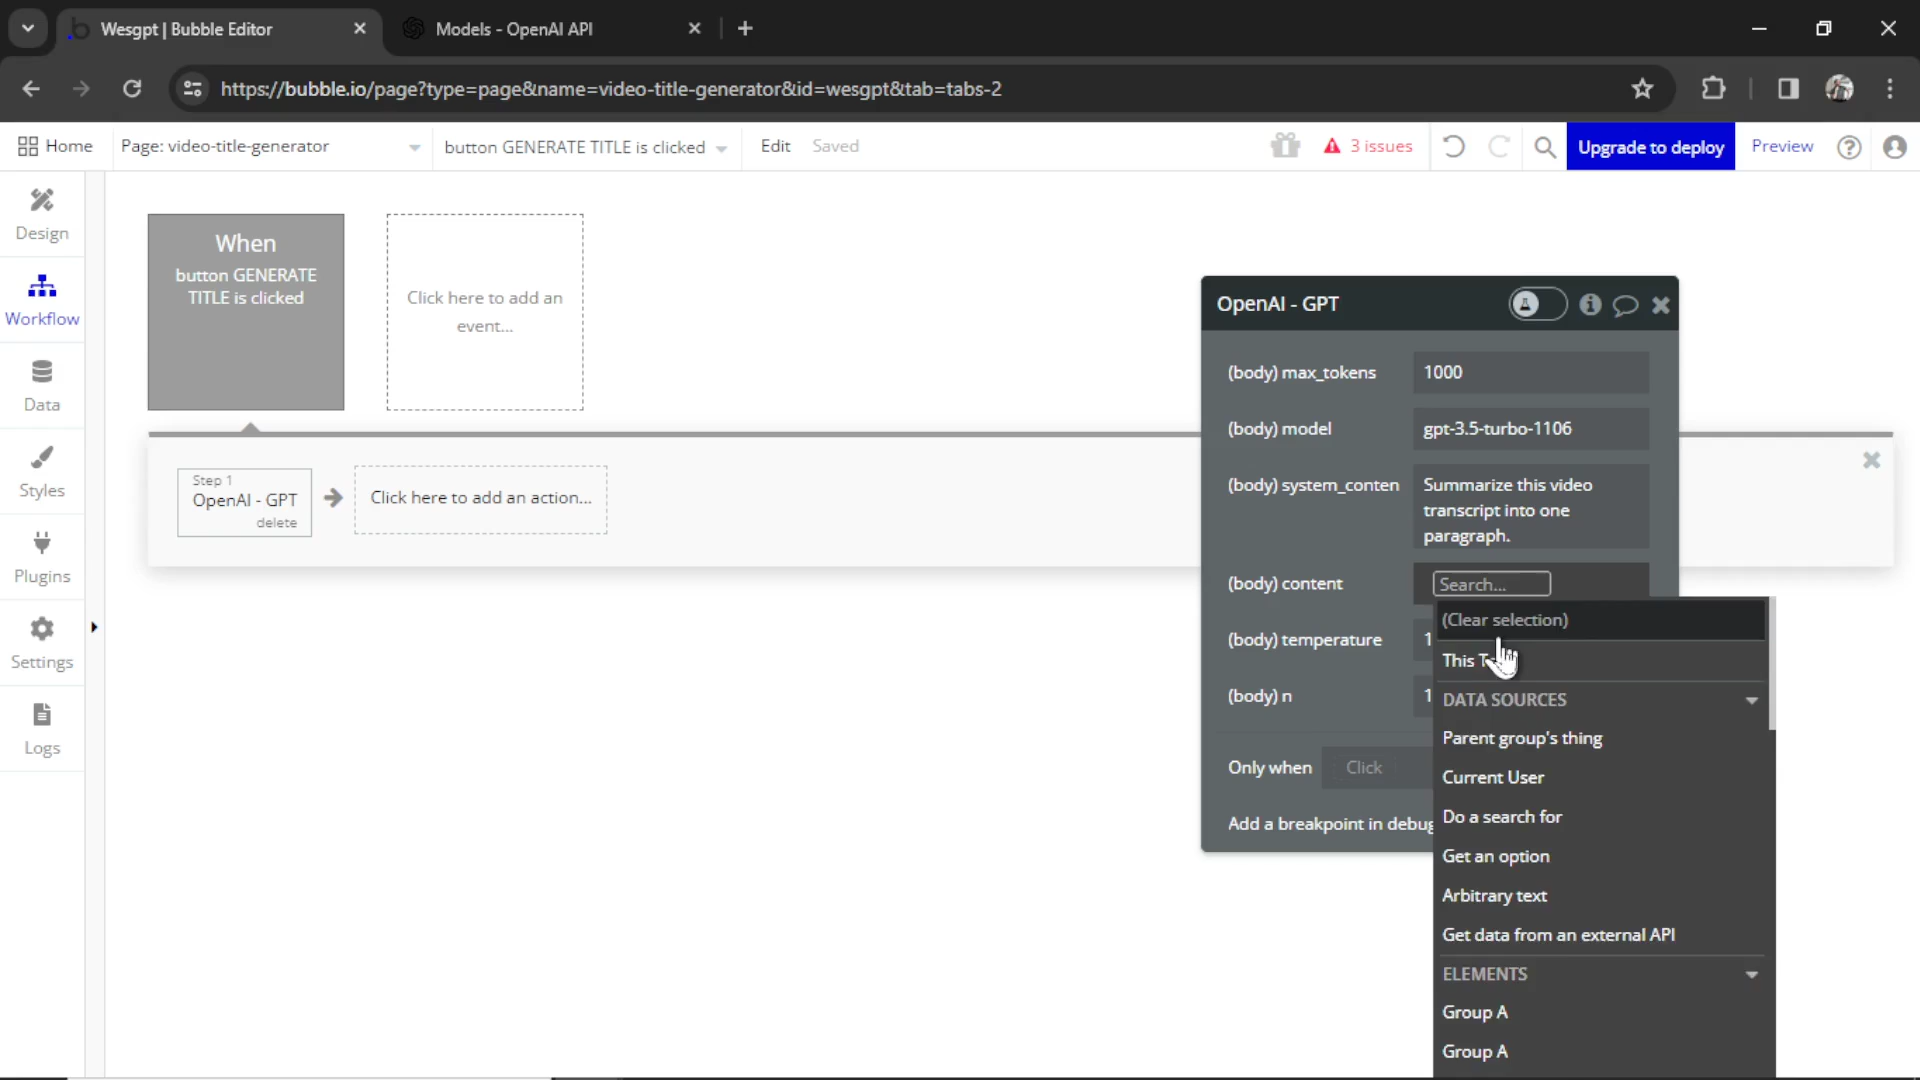 Wesgpt | Bubble Editor
Models - OpenAI API
https://bubble.io/page?type=page&name=video-title-generator&id=wesgpt&tab=tabs-2
Home
Page: video-title-generator
button GENERATE TITLE is clicked
Edit
Saved
3 issues
Upgrade to deploy
Preview
Design
Workflow
Data
Styles
Plugins
Settings
Logs
When
button GENERATE
TITLE is clicked
Click here to add an
event...
Step 1
OpenAI - GPT
delete
Click here to add an action...
OpenAI - GPT
(body) max_tokens
1000
(body) model
gpt-3.5-turbo-1106
(body) system_conten
Summarize this video
transcript into one
paragraph.
(body) content
Search...
(body) temperature
1
(body) n
1
Only when
Click
Add a breakpoint in debug
(Clear selection)
This
DATA SOURCES
Parent group's thing
Current User
Do a search for
Get an option
Arbitrary text
Get data from an external API
ELEMENTS
Group A
Group A